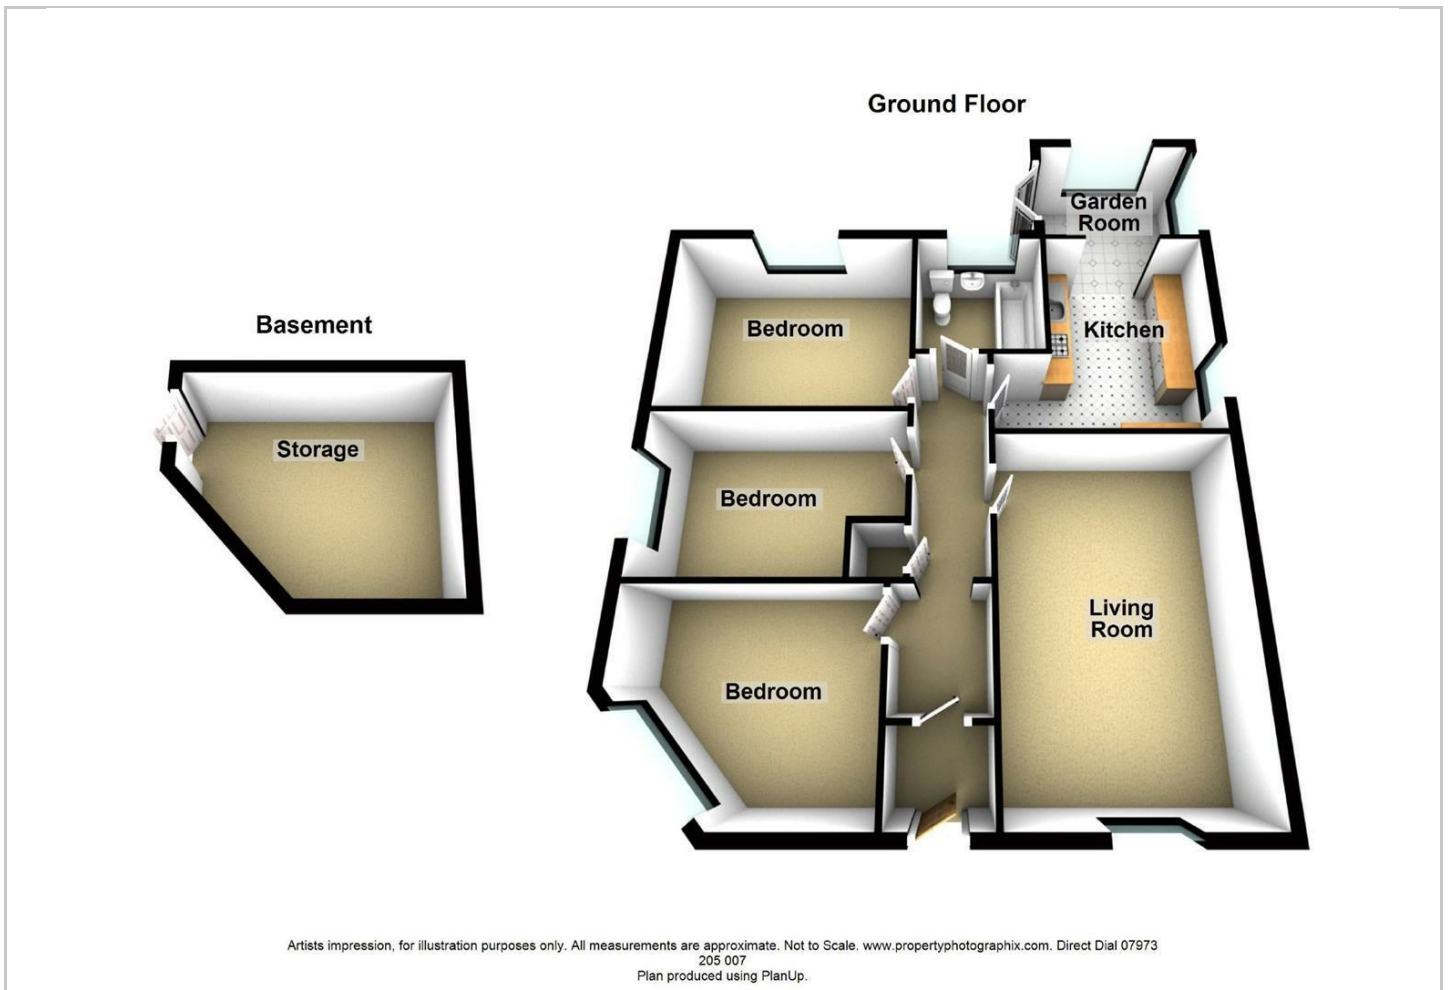 Ground Floor
Garden
Room
Bedroom
Kitchen
Basement
Storage
Bedroom
Living
Room
Bedroom
Artists impression, for illustration purposes only. All measurements are approximate. Not to Scale. www.propertyphotographix.com. Direct Dial 07973
205 007
Plan produced using PlanUp.